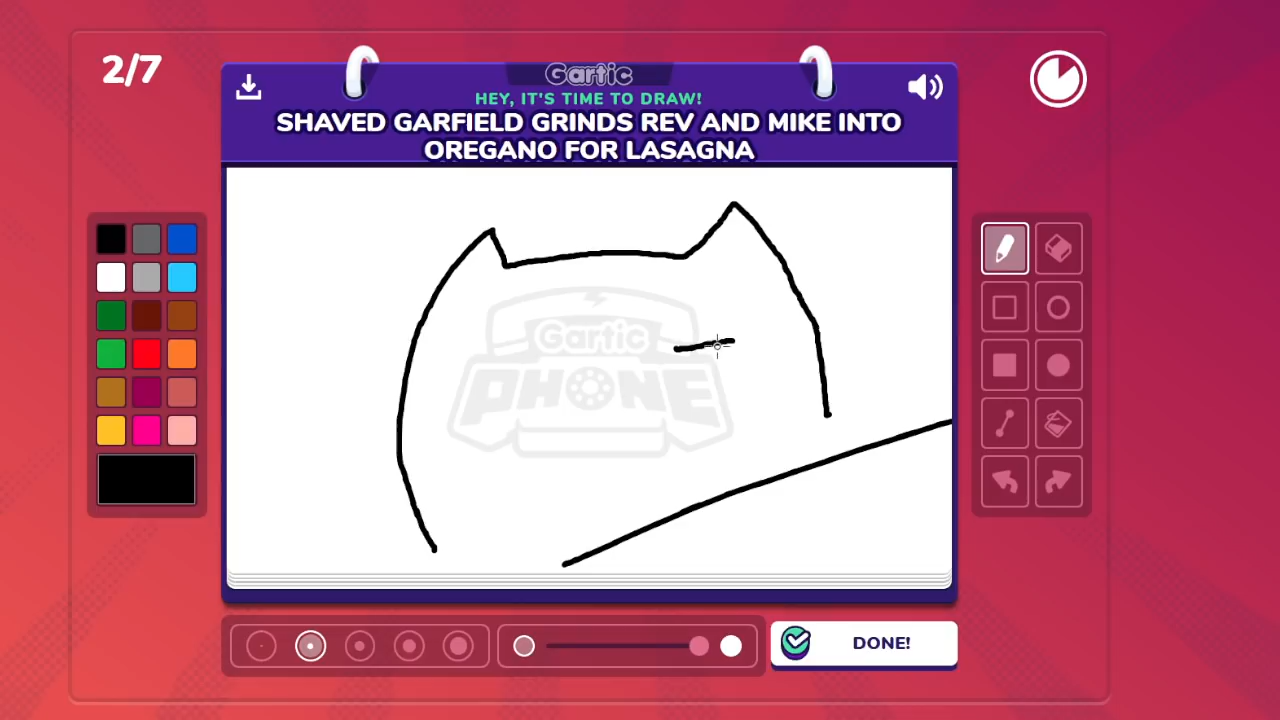 2/7
Gartic
HEY, IT'S TIME TO DRAW!
SHAVED GARFIELD GRINDS REV AND MIKE INTO
OREGANO FOR LASAGNA
Gartic
PHONE
DONE!